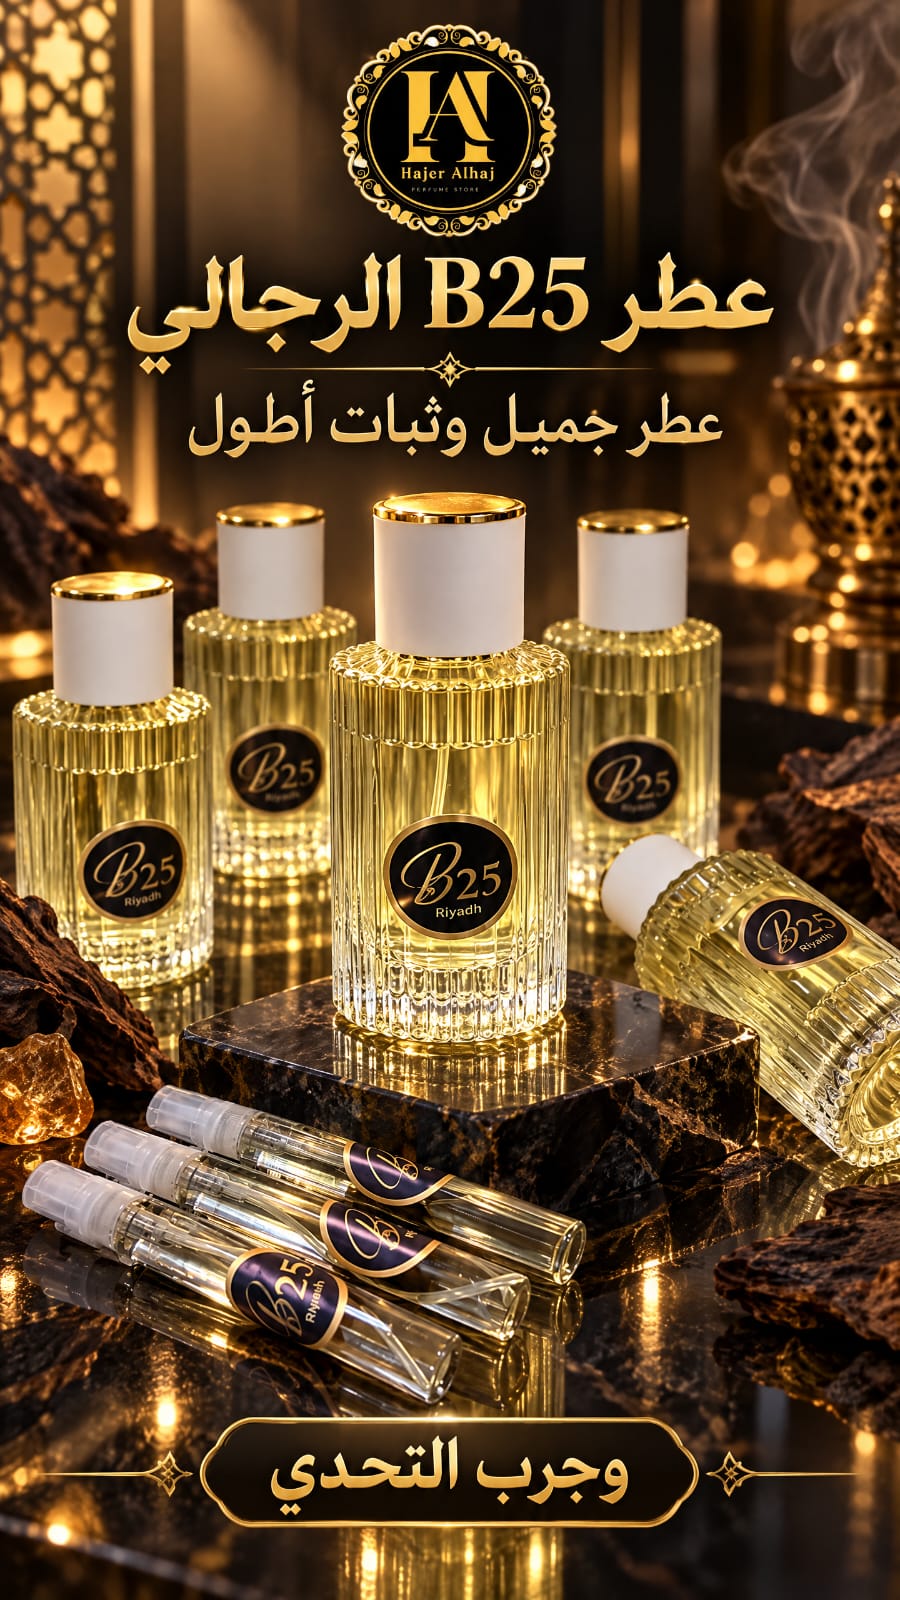 HA
Hajer Alhaj
PERFUME STORE
عطر B25 الرجالي
عطر جميل وثبات أطول
B25
Riyadh
B25
Riyadh
B25
Riyadh
B25
Riyadh
B25
Riyadh
B25
Riyadh
وجرب التحدي